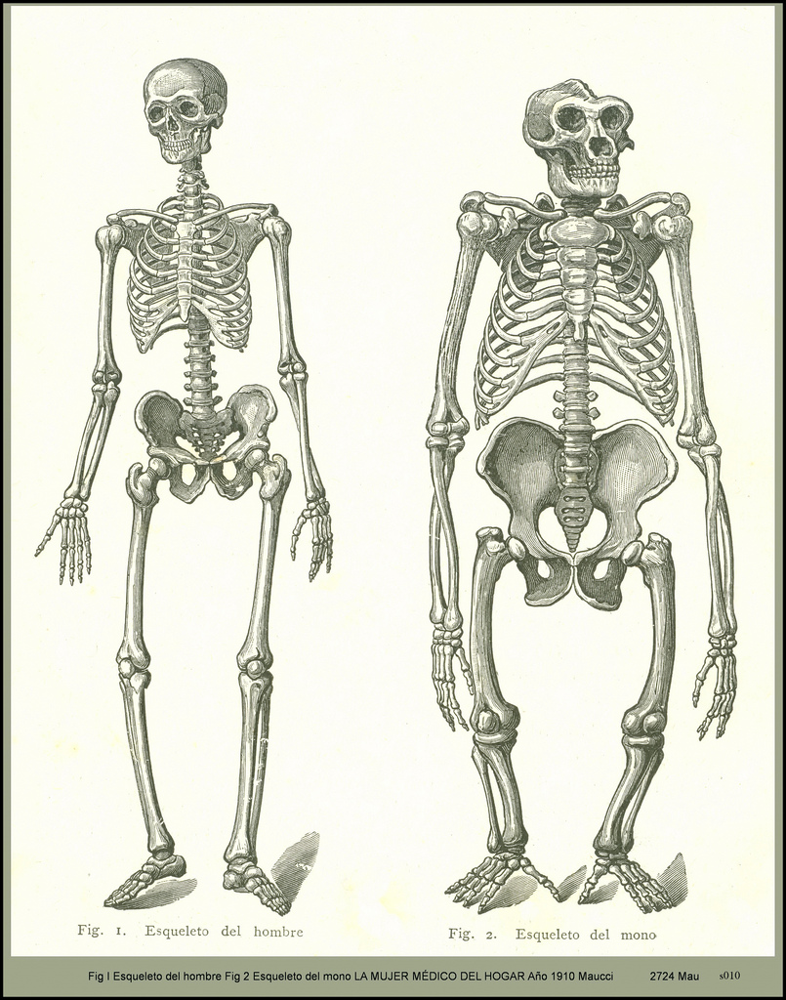 Fig. 1. Esqueleto del hombre
Fig. 2. Esqueleto del mono
Fig I Esqueleto del hombre Fig 2 Esqueleto del mono LA MUJER MÉDICO DEL HOGAR Año 1910 Maucci 2724 Mau s010